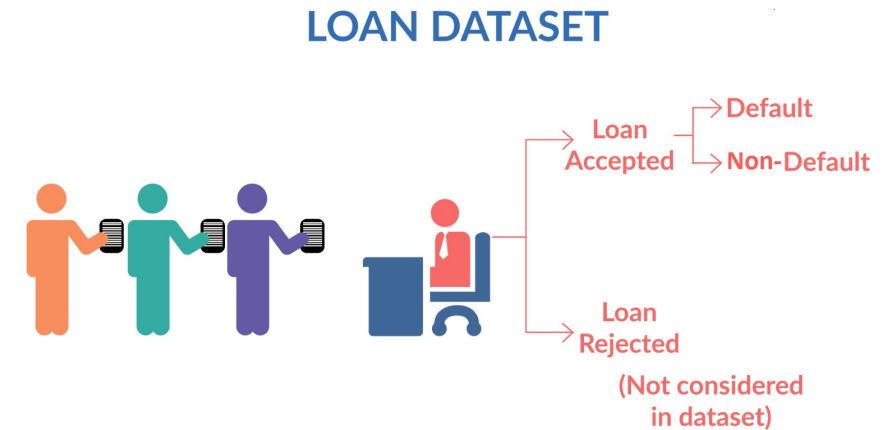 LOAN DATASET
Loan
Accepted
Default
Non-Default
Loan
Rejected
(Not considered
in dataset)